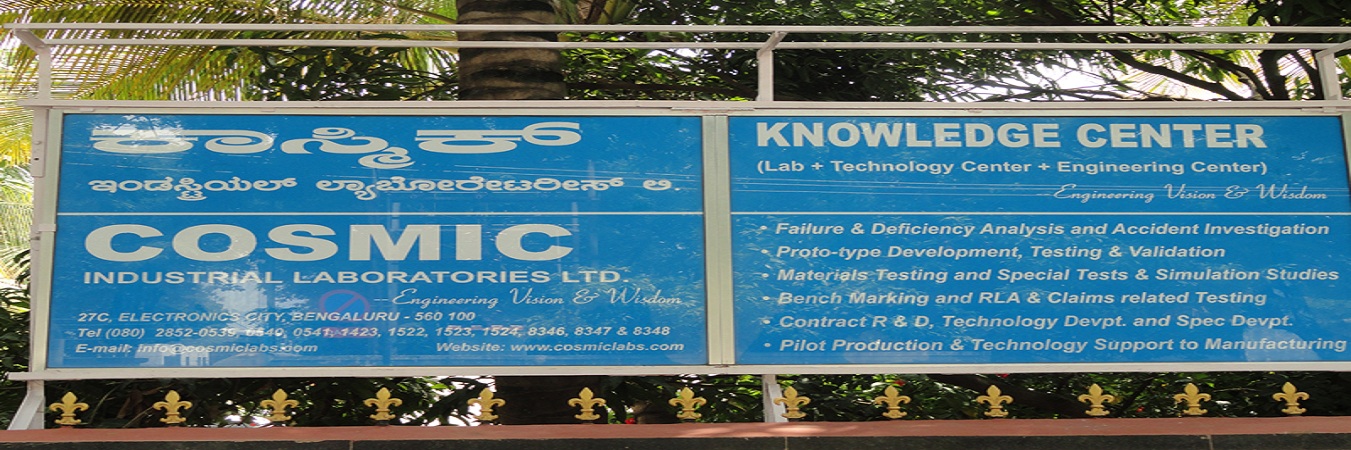 ಕಾಸ್ಮಿಕ್
ಇಂಡಸ್ಟ್ರಿಯಲ್ ಲ್ಯಾಬೋರೇಟರೀಸ್ ಲಿ.
COSMIC
INDUSTRIAL LABORATORIES LTD.
--Engineering Vision & Wisdom
27C, ELECTRONICS CITY, BENGALURU - 560 100
Tel (080) 2852-0539, 0540, 0541, 1423, 1522, 1523, 1524, 8346, 8347 & 8348
E-mail: info@cosmiclabs.com Website: www.cosmiclabs.com
KNOWLEDGE CENTER
(Lab + Technology Center + Engineering Center)
--Engineering Vision & Wisdom
• Failure & Deficiency Analysis and Accident Investigation
• Proto-type Development, Testing & Validation
• Materials Testing and Special Tests & Simulation Studies
• Bench Marking and RLA & Claims related Testing
• Contract R & D, Technology Devpt. and Spec Devpt.
• Pilot Production & Technology Support to Manufacturing